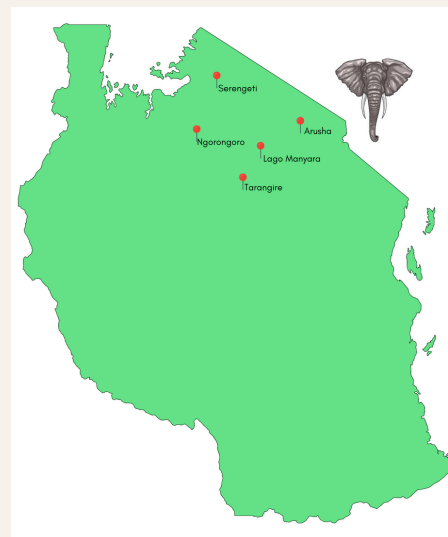 Serengeti
Arusha
Ngorongoro
Lago Manyara
Tarangire